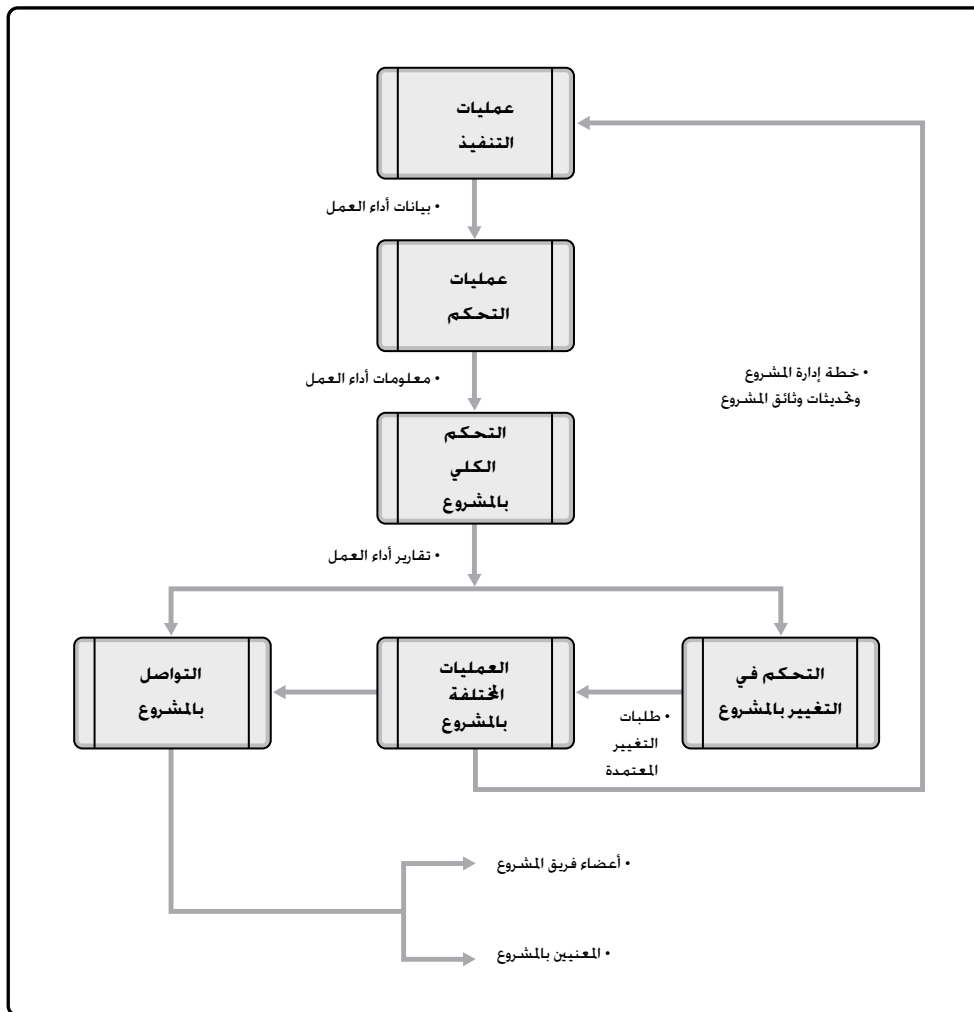 عمليات
التنفيذ
• بيانات أداء العمل
عمليات
التحكم
• معلومات أداء العمل
• خطة إدارة المشروع
وتحديثات وثائق المشروع
التحكم
الكلي
بالمشروع
• تقارير أداء العمل
التحكم في
التغيير بالمشروع
• طلبات
التغيير
المعتمدة
العمليات
المختلفة
بالمشروع
التواصل
بالمشروع
• أعضاء فريق المشروع
• المعنيين بالمشروع